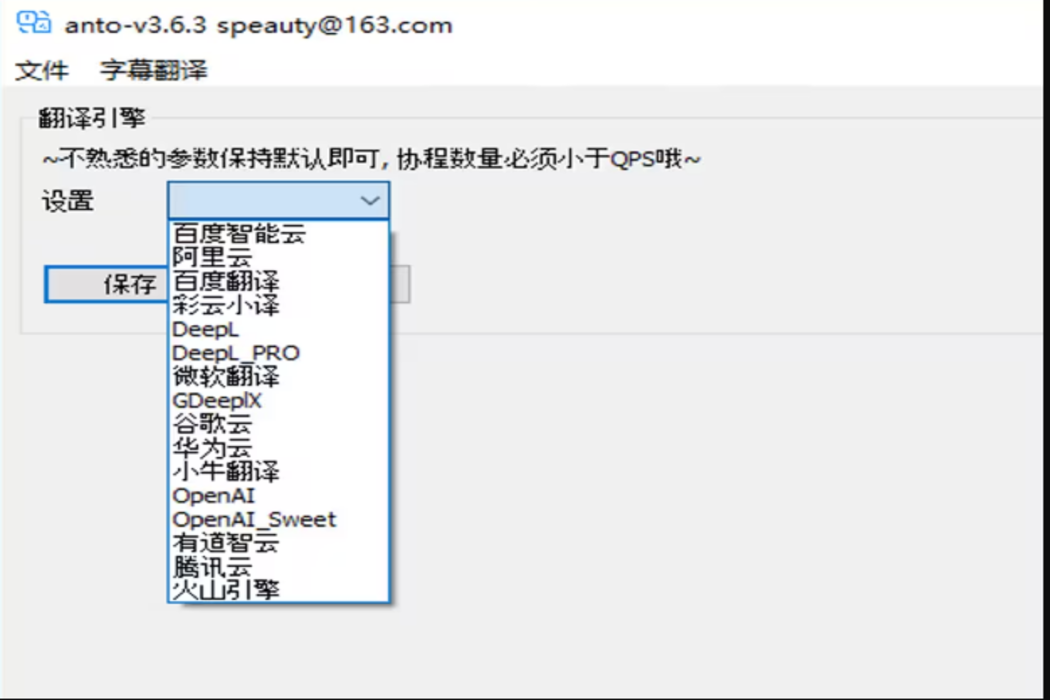 anto-v3.6.3 speauty@163.com
文件 字幕翻译
翻译引擎
~不熟悉的参数保持默认即可, 协程数量必须小于QPS哦~
设置
百度智能云
阿里云
保存
百度翻译
彩云小译
DeepL
DeepL_PRO
微软翻译
GDeeplX
谷歌云
华为云
小牛翻译
OpenAI
OpenAI_Sweet
有道智云
腾讯云
火山引擎